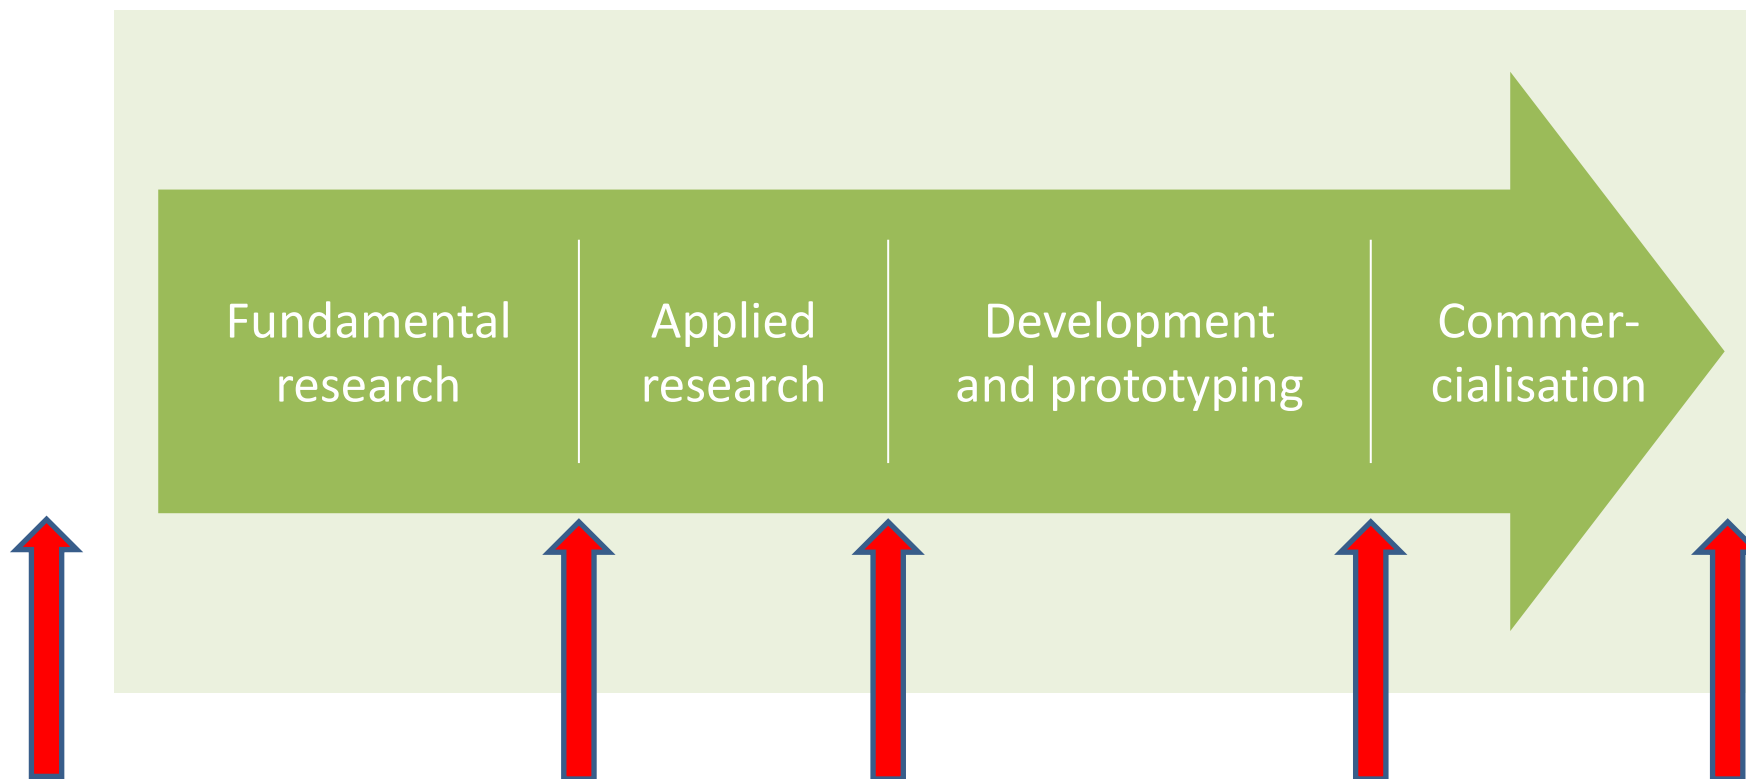 Fundamental
research
Applied
research
Development
and prototyping
Commer-
cialisation